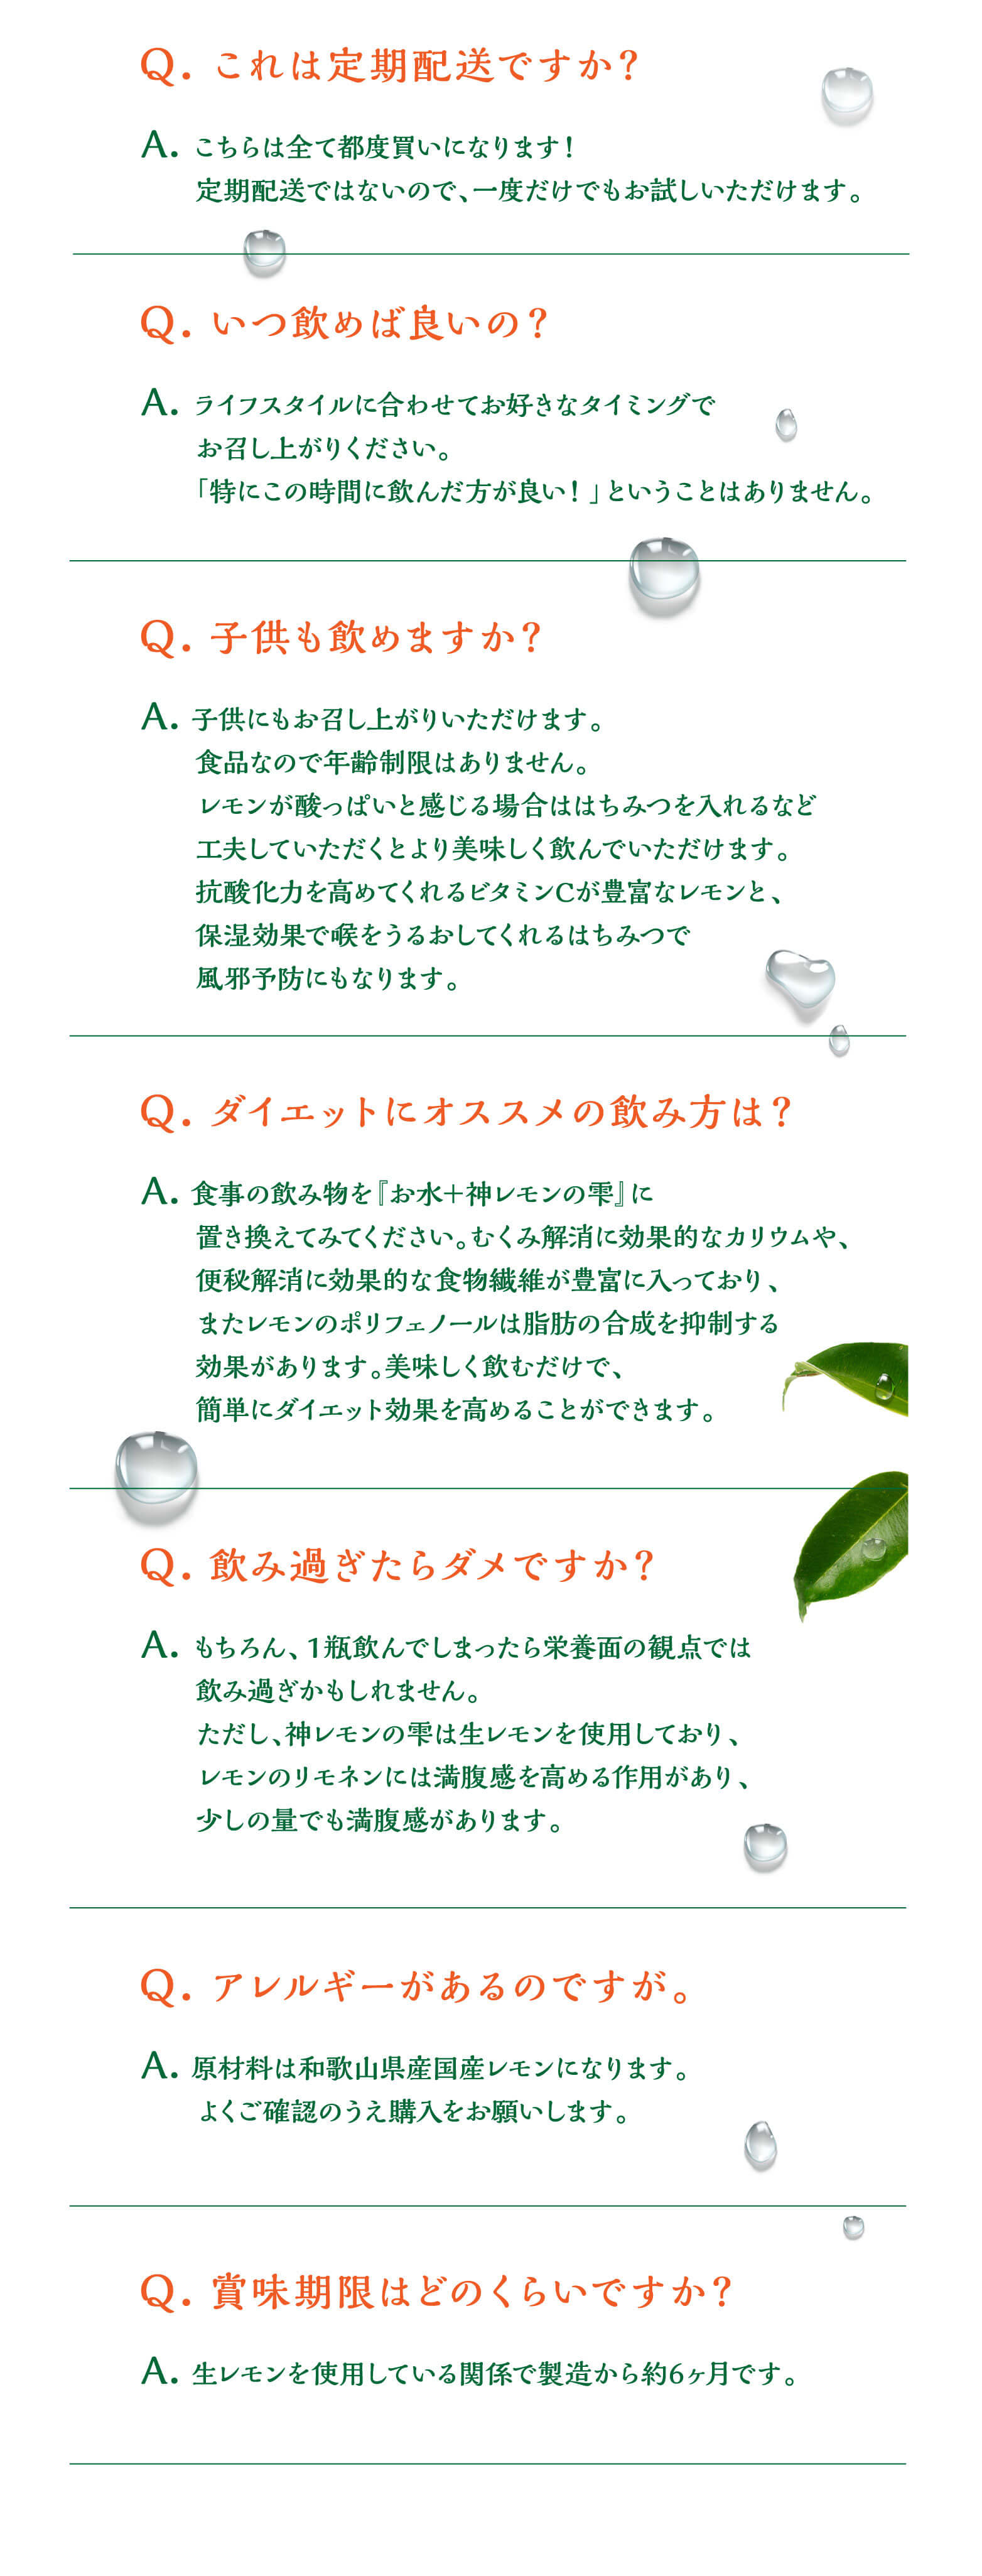 Q. これは定期配送ですか？
A. こちらは全て都度買いになります！
定期配送ではないので、一度だけでもお試しいただけます。
Q. いつ飲めば良いの？
A. ライフスタイルに合わせてお好きなタイミングで
お召し上がりください。
「特にこの時間に飲んだ方が良い！」ということはありません。
Q. 子供も飲めますか？
A. 子供にもお召し上がりいただけます。
食品なので年齢制限はありません。
レモンが酸っぱいと感じる場合ははちみつを入れるなど
工夫していただくとより美味しく飲んでいただけます。
抗酸化力を高めてくれるビタミンCが豊富なレモンと、
保湿効果で喉をうるおしてくれるはちみつで
風邪予防にもなります。
Q. ダイエットにオススメの飲み方は？
A. 食事の飲み物を『お水＋神レモンの雫』に
置き換えてみてください。むくみ解消に効果的なカリウムや、
便秘解消に効果的な食物繊維が豊富に入っており、
またレモンのポリフェノールは脂肪の合成を抑制する
効果があります。美味しく飲むだけで、
簡単にダイエット効果を高めることができます。
Q. 飲み過ぎたらダメですか？
A. もちろん、1瓶飲んでしまったら栄養面の観点では
飲み過ぎかもしれません。
ただし、神レモンの雫は生レモンを使用しており、
レモンのリモネンには満腹感を高める作用があり、
少しの量でも満腹感があります。
Q. アレルギーがあるのですが。
A. 原材料は和歌山県産国産レモンになります。
よくご確認のうえ購入をお願いします。
Q. 賞味期限はどのくらいですか？
A. 生レモンを使用している関係で製造から約6ヶ月です。